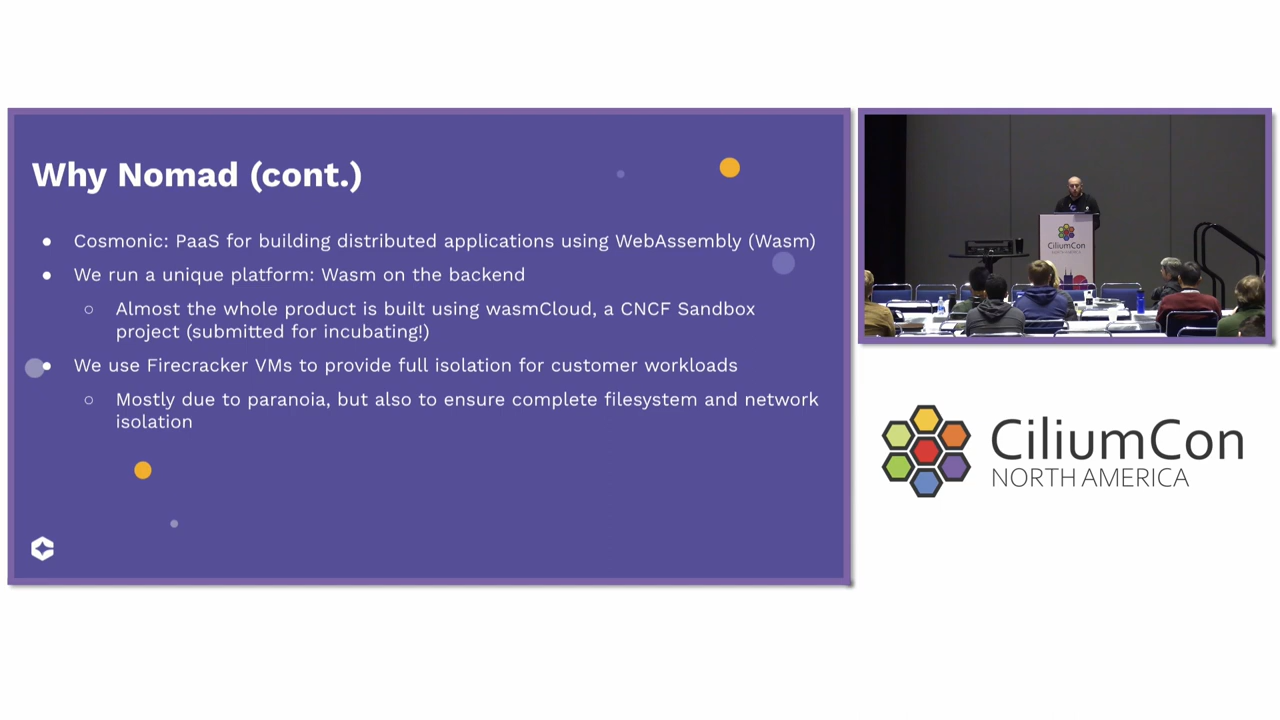 Why Nomad (cont.)
● Cosmonic: PaaS for building distributed applications using WebAssembly (Wasm)
● We run a unique platform: Wasm on the backend
○ Almost the whole product is built using wasmCloud, a CNCF Sandbox
project (submitted for incubating!)
● We use Firecracker VMs to provide full isolation for customer workloads
○ Mostly due to paranoia, but also to ensure complete filesystem and network
isolation
CiliumCon
CiliumCon
NORTH AMERICA